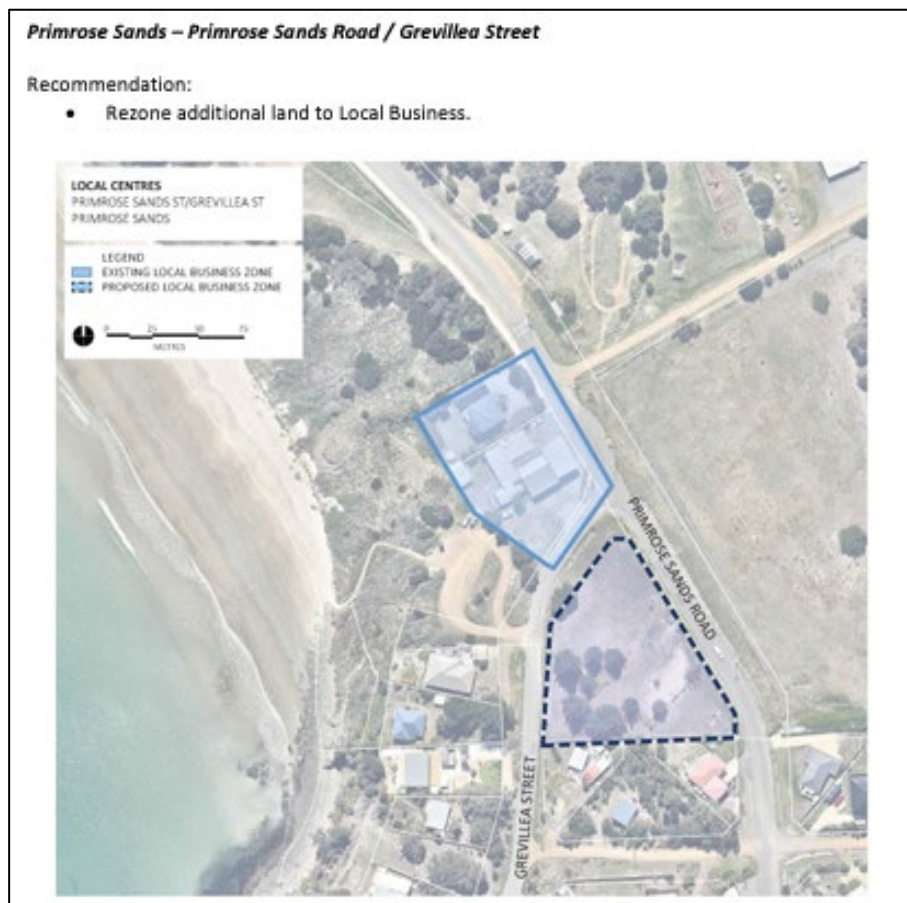 Primrose Sands – Primrose Sands Road / Grevillea Street
Recommendation:
• Rezone additional land to Local Business.
LOCAL CENTRES
PRIMROSE SANDS ST/GREVILLEA ST
PRIMROSE SANDS
LEGEND
EXISTING LOCAL BUSINESS ZONE
PROPOSED LOCAL BUSINESS ZONE
0 25 50 75
METRES
PRIMROSE SANDS ROAD
GREVILLEA STREET